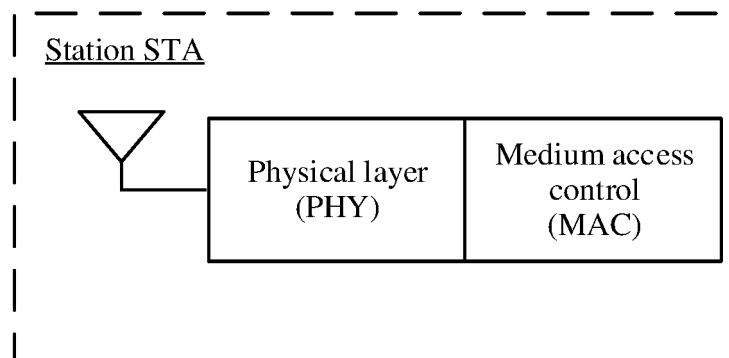 Station STA
Physical layer
(PHY)
Medium access
control
(MAC)